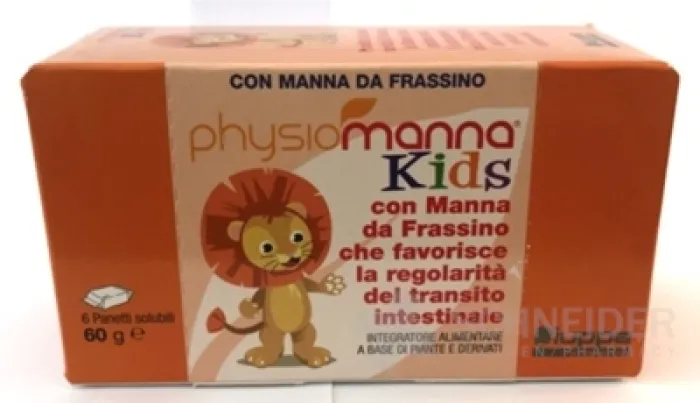 CON MANNA DA FRASSINO
physiomanna®
Kids
con Manna
da Frassino
che favorisce
la regolarità
del transito
intestinale
INTEGRATORE ALIMENTARE
A BASE DI PIANTE E DERIVATI
6 Panetti solubili
60 g ℮